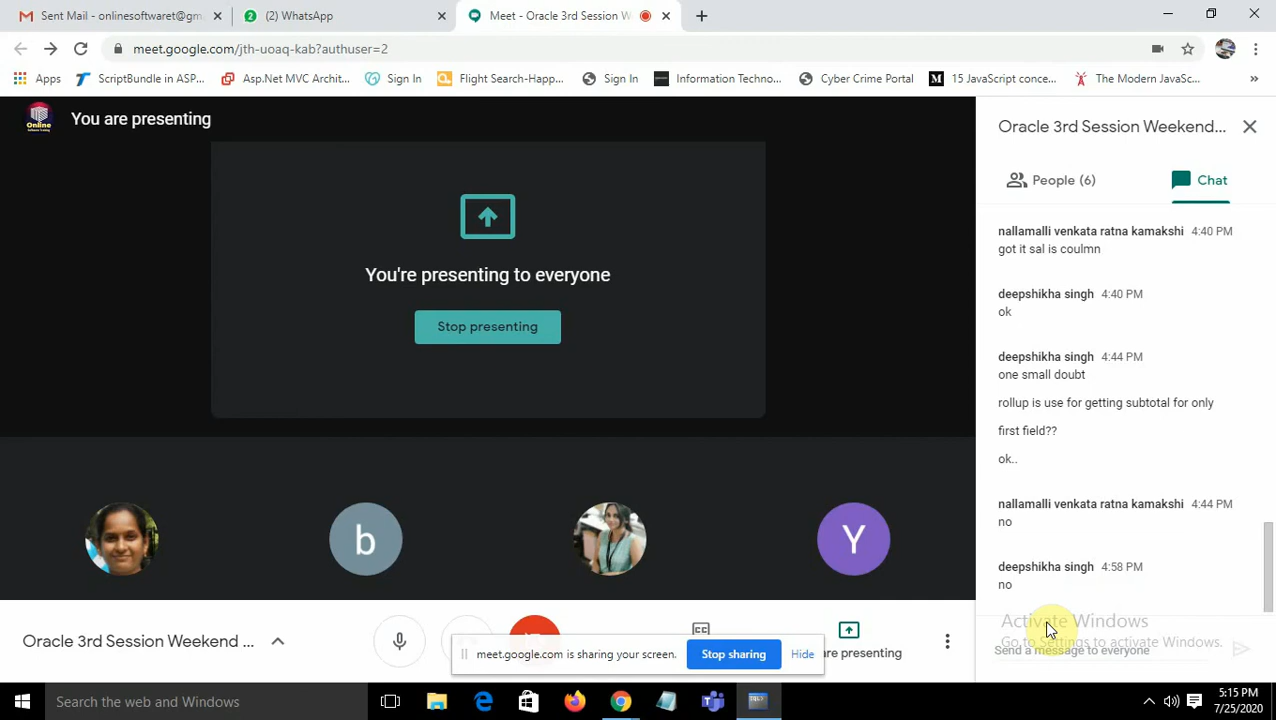 Sent Mail - onlinesoftwaret@gm
(2) WhatsApp
Meet - Oracle 3rd Session W
meet.google.com/jth-uoaq-kab?authuser=2
Apps
ScriptBundle in ASP...
Asp.Net MVC Archit...
Sign In
Flight Search-Happ...
Sign In
Information Techno...
Cyber Crime Portal
15 JavaScript conce...
The Modern JavaSc...
»
Online
You are presenting
You're presenting to everyone
Stop presenting
b
Y
Oracle 3rd Session Weekend...
People (6)
Chat
nallamalli venkata ratna kamakshi 4:40 PM
got it sal is coulmn
deepshikha singh 4:40 PM
ok
deepshikha singh 4:44 PM
one small doubt
rollup is use for getting subtotal for only
first field??
ok..
nallamalli venkata ratna kamakshi 4:44 PM
no
deepshikha singh 4:58 PM
no
Activate Windows
Go to Settings to activate Windows.
Send a message to everyone
Oracle 3rd Session Weekend ...
CC
are presenting
meet.google.com is sharing your screen.
Stop sharing
Hide
Search the web and Windows
5:15 PM
7/25/2020